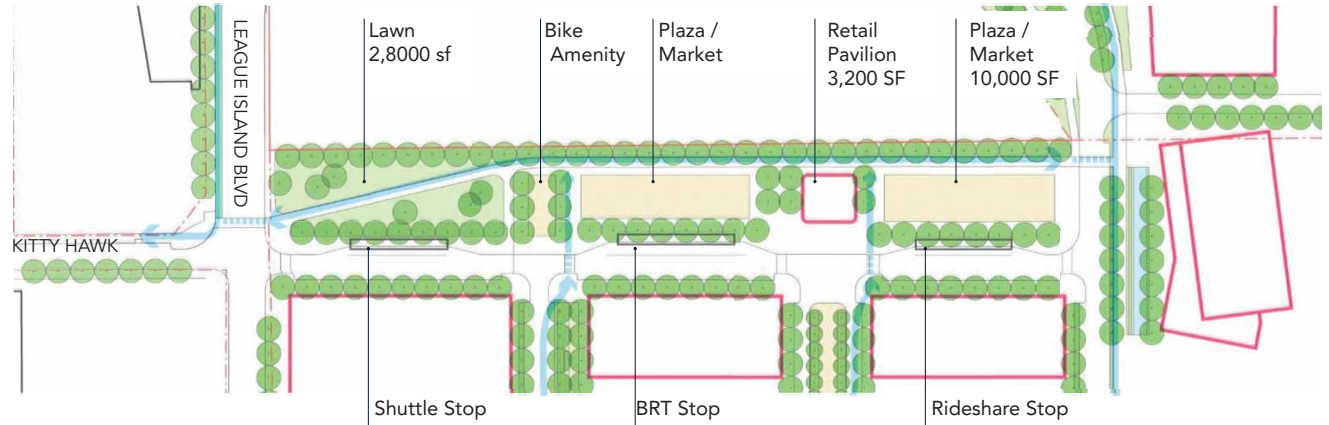 LEAGUE ISLAND BLVD
Lawn
2,8000 sf
Bike
Amenity
Plaza /
Market
Retail
Pavilion
3,200 SF
Plaza /
Market
10,000 SF
KITTY HAWK
Shuttle Stop
BRT Stop
Rideshare Stop